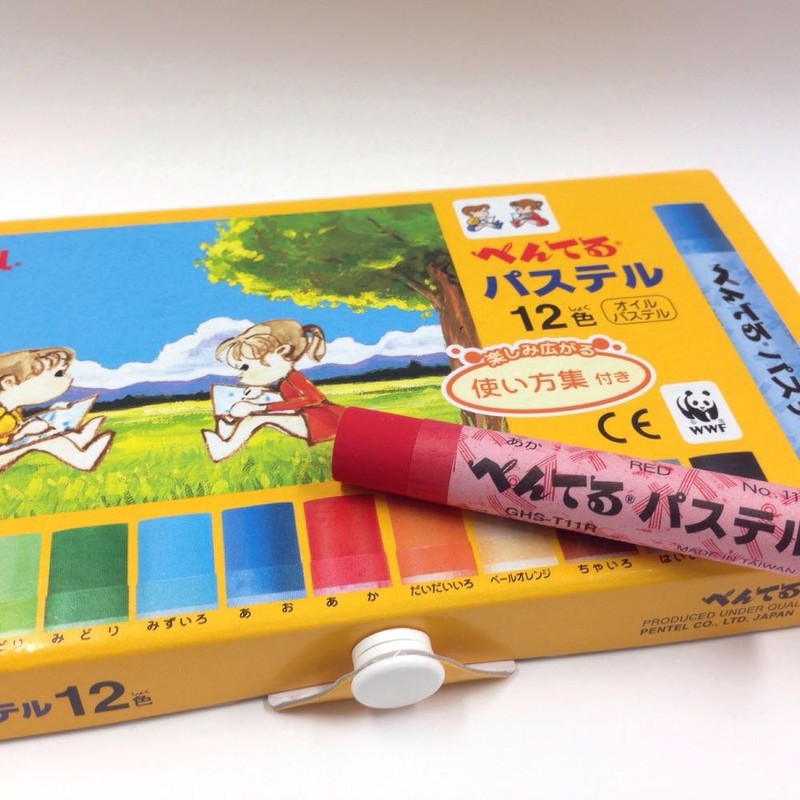 ぺんてる®
パステル
12色
しょく
オイル
パステル
楽しみ広がる
使い方集 付き
CE
WWF
ぺんてる パステ
あか
RED
No. 11
ぺんてる® パステル
GHS-T11R
MADE IN TAIWAN
みどり
みずいろ
あお
あか
だいだいいろ
ペールオレンジ
ちゃいろ
はい
ぺんてる
PRODUCED UNDER QUAL
PENTEL CO., LTD. JAPAN
テル 12色
しょく